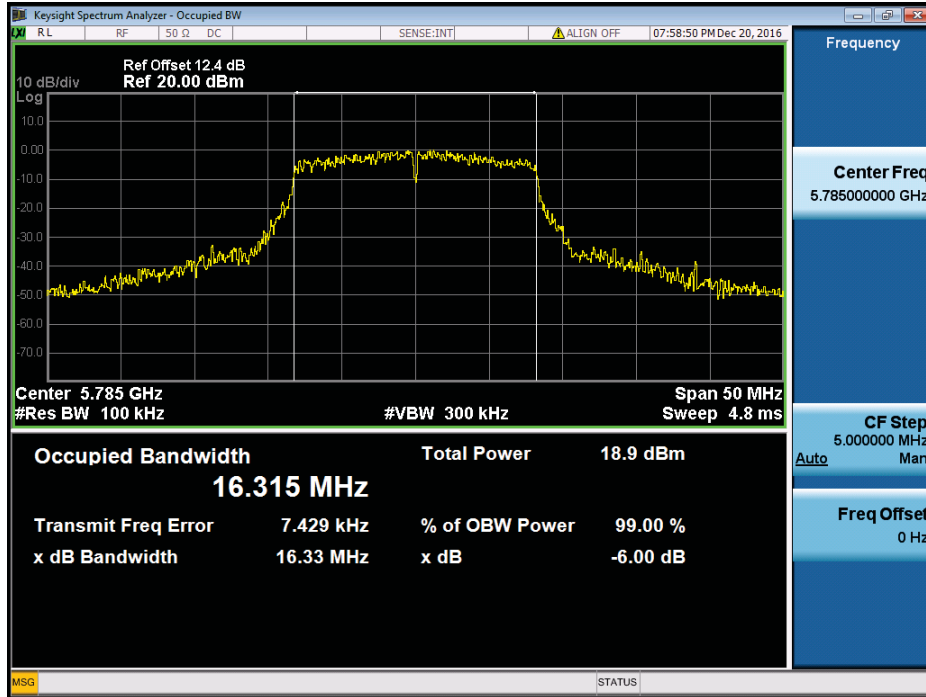 Keysight Spectrum Analyzer - Occupied BW
LXI RL RF 50 Ω DC SENSE:INT ALIGN OFF 07:58:50 PM Dec 20, 2016
Frequency
Ref Offset 12.4 dB
10 dB/div Ref 20.00 dBm
Log
10.0
0.00
-10.0
-20.0
-30.0
-40.0
-50.0
-60.0
-70.0
Center 5.785 GHz Span 50 MHz
#Res BW 100 kHz #VBW 300 kHz Sweep 4.8 ms
Occupied Bandwidth Total Power 18.9 dBm
16.315 MHz
Transmit Freq Error 7.429 kHz % of OBW Power 99.00 %
x dB Bandwidth 16.33 MHz x dB -6.00 dB
Center Freq
5.785000000 GHz
CF Step
5.000000 MHz
Auto Man
Freq Offset
0 Hz
MSG STATUS